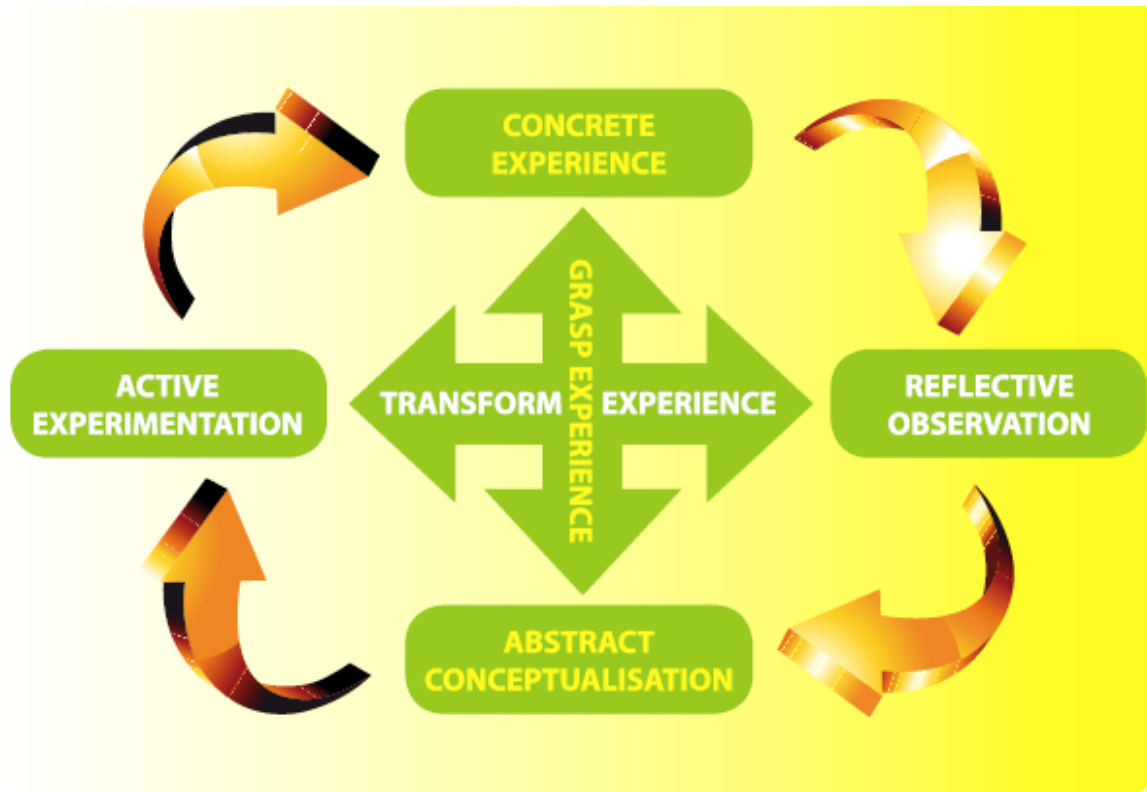 CONCRETE
EXPERIENCE
GRASP EXPERIENCE
ACTIVE
EXPERIMENTATION
TRANSFORM EXPERIENCE
REFLECTIVE
OBSERVATION
ABSTRACT
CONCEPTUALISATION